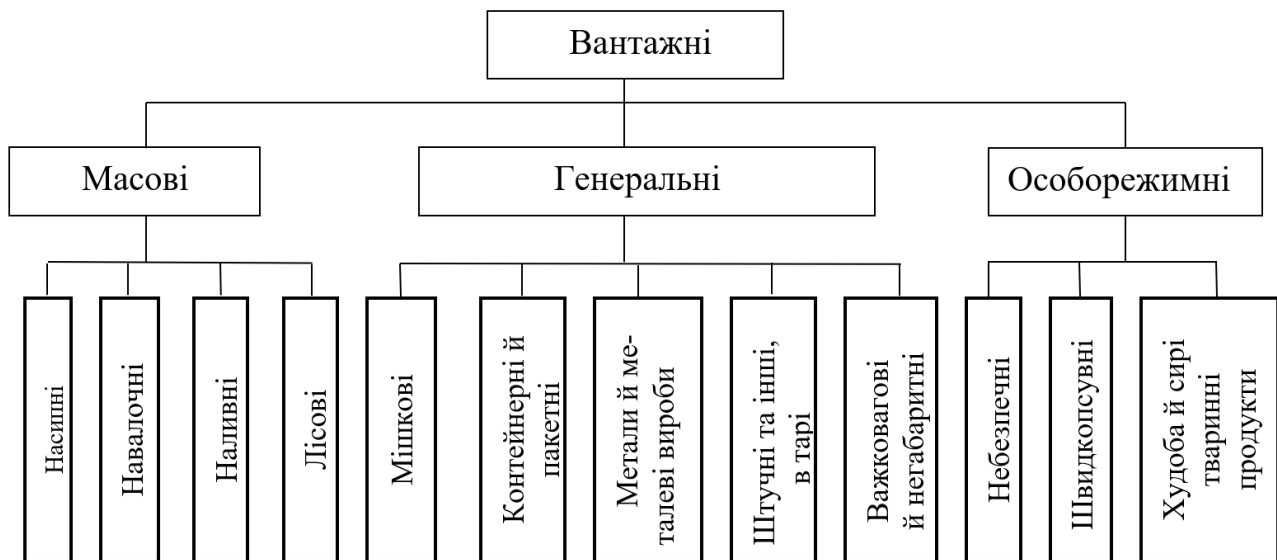 Вантажні
Масові
Генеральні
Особорежимні
Насипні
Навалочні
Наливні
Лісові
Мішкові
Контейнерні й
пакетні
Метали й ме-
талеві вироби
Штучні та інші,
в тарі
Важковагові
й негабаритні
Небезпечні
Швидкопсувні
Худоба й сирі
тваринні
продукти